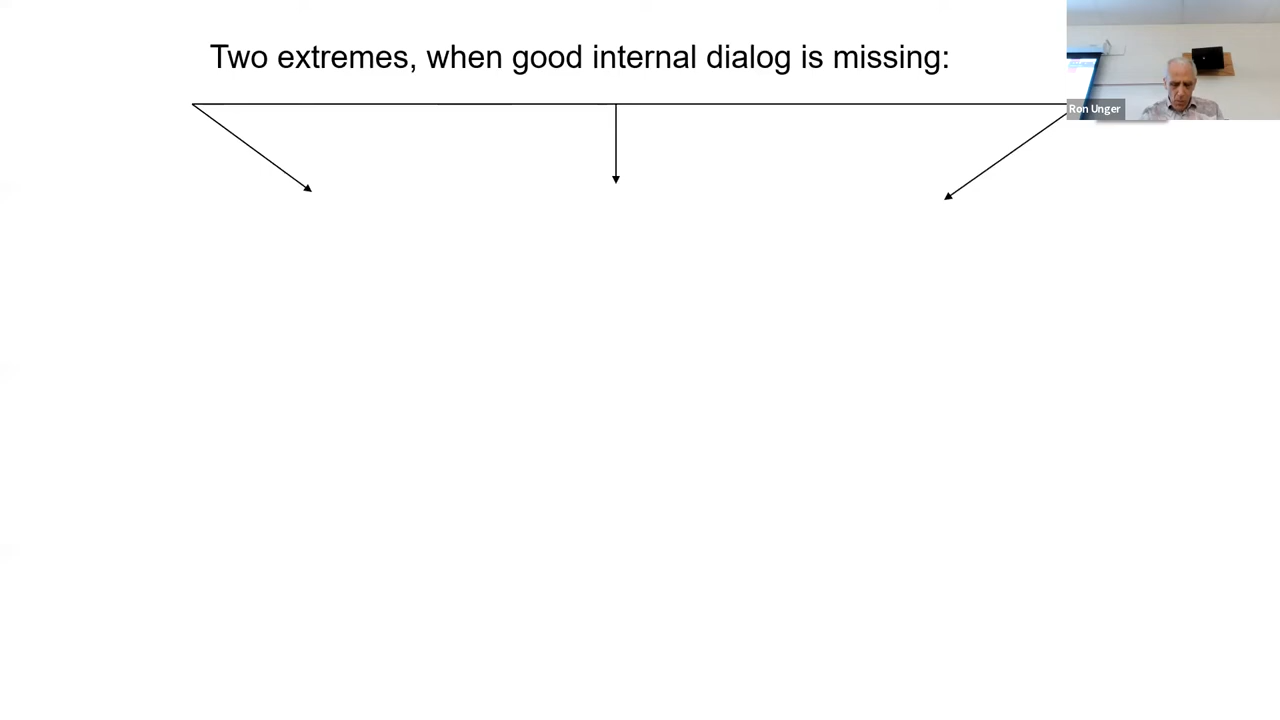 Two extremes, when good internal dialog is missing:
Ron Unger